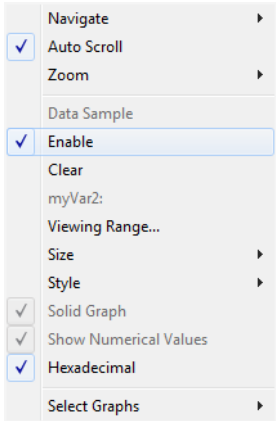 Navigate
Auto Scroll
Zoom
Data Sample
Enable
Clear
myVar2:
Viewing Range...
Size
Style
Solid Graph
Show Numerical Values
Hexadecimal
Select Graphs